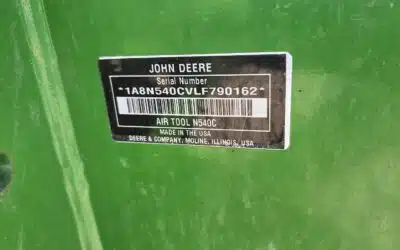 JOHN DEERE
Serial Number
*1A8N540CVLF790162*
AIR TOOL N540C
MADE IN THE USA
DEERE & COMPANY, MOLINE, ILLINOIS, USA